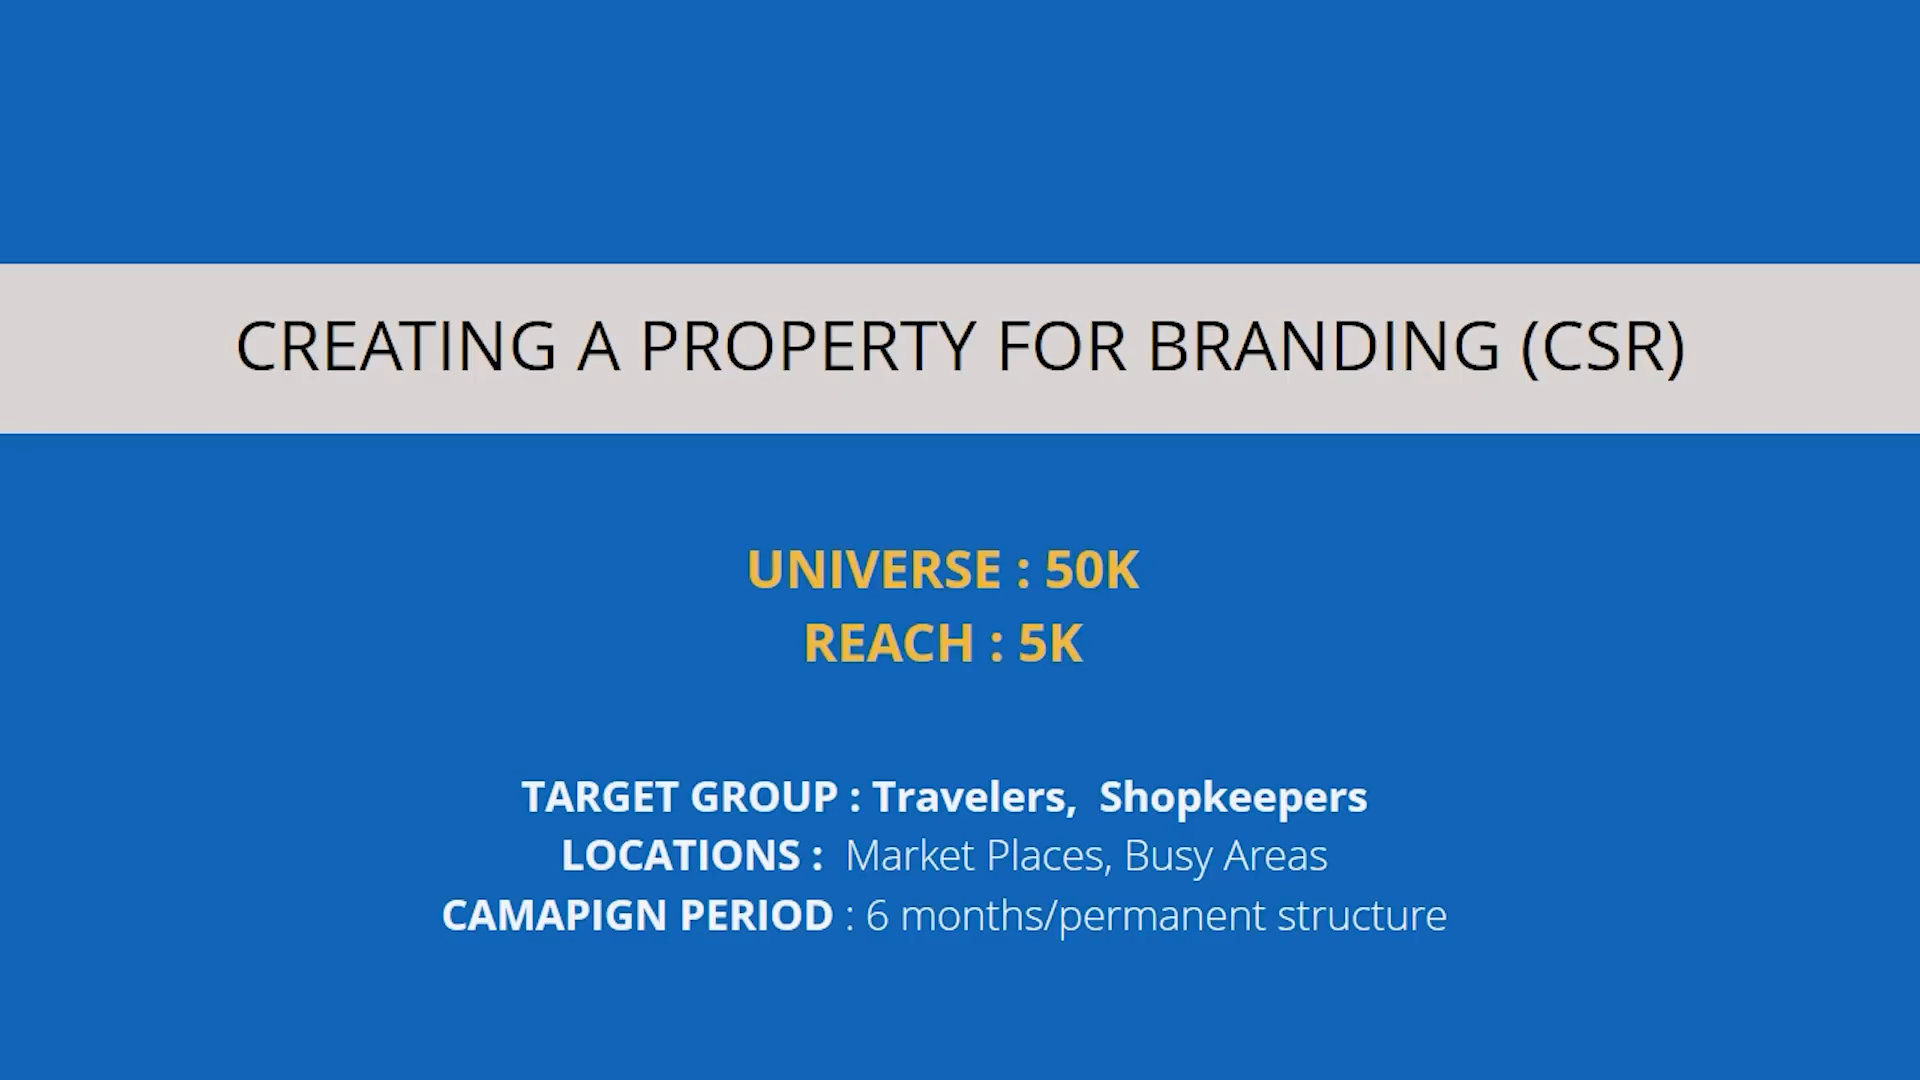 CREATING A PROPERTY FOR BRANDING (CSR)
UNIVERSE : 50K
REACH : 5K
TARGET GROUP : Travelers, Shopkeepers
LOCATIONS : Market Places, Busy Areas
CAMAPIGN PERIOD : 6 months/permanent structure